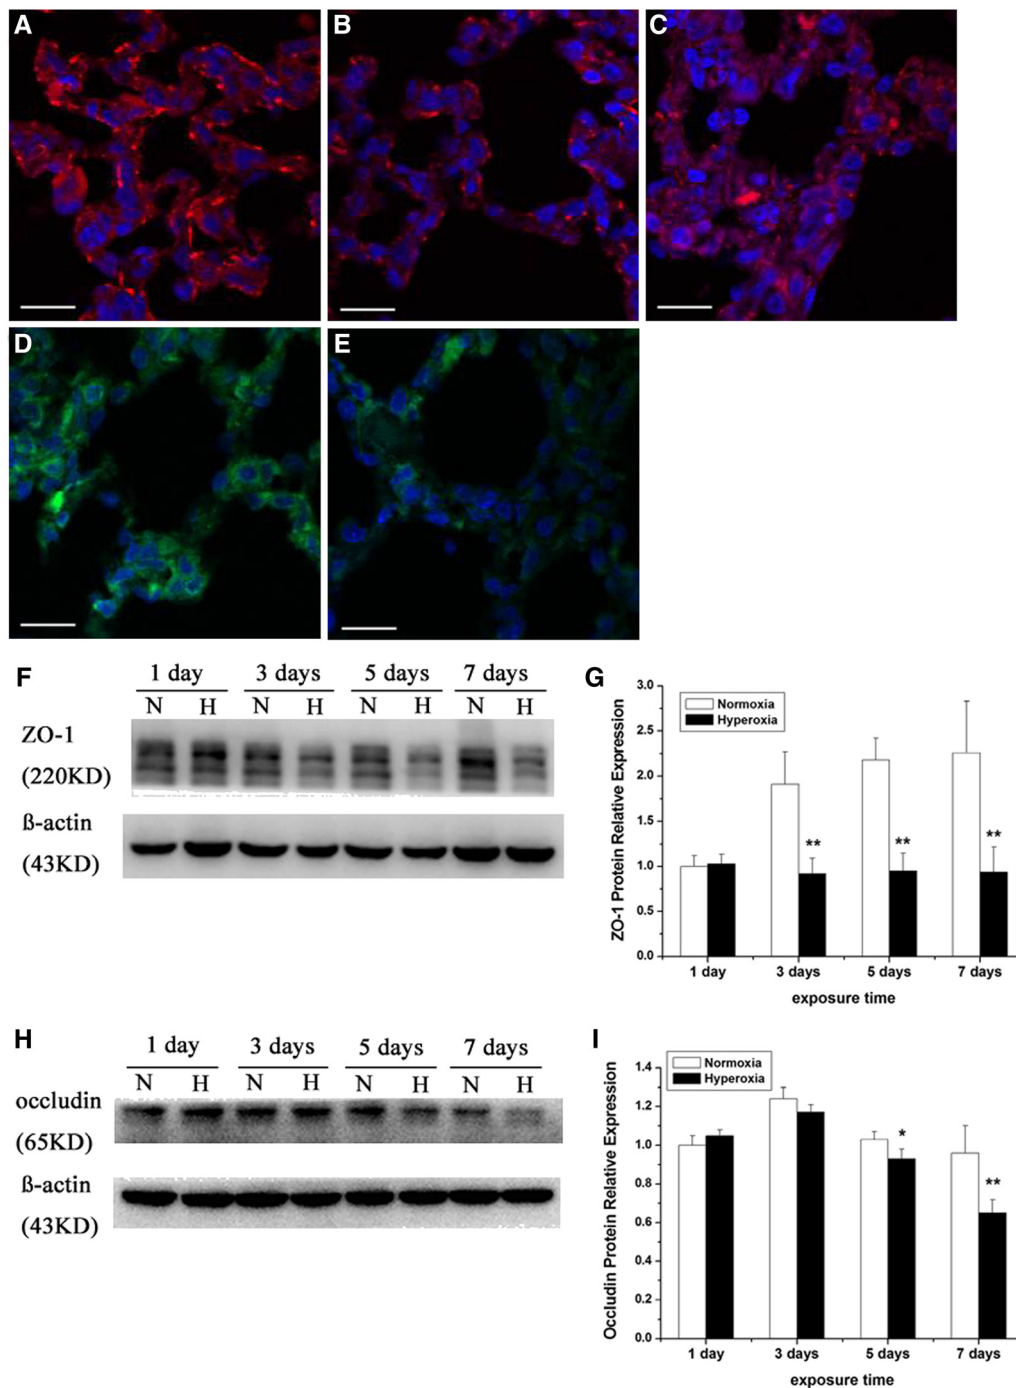 A
B
C
D
E
F
1 day 3 days 5 days 7 days
N H N H N H N H
ZO-1
(220KD)
ß-actin
(43KD)
G
3.0
2.5
2.0
1.5
1.0
0.5
0.0
ZO-1 Protein Relative Expression
Normoxia
Hyperoxia
**
**
**
1 day 3 days 5 days 7 days
exposure time
H
1 day 3 days 5 days 7 days
N H N H N H N H
occludin
(65KD)
ß-actin
(43KD)
I
1.4
1.2
1.0
0.8
0.6
0.4
0.2
0.0
Occludin Protein Relative Expression
Normoxia
Hyperoxia
*
**
1 day 3 days 5 days 7 days
exposure time